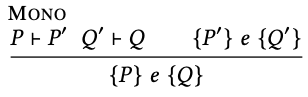 MONO
P ⊢ P′ Q′ ⊢ Q {P′} e {Q′}
{P} e {Q}